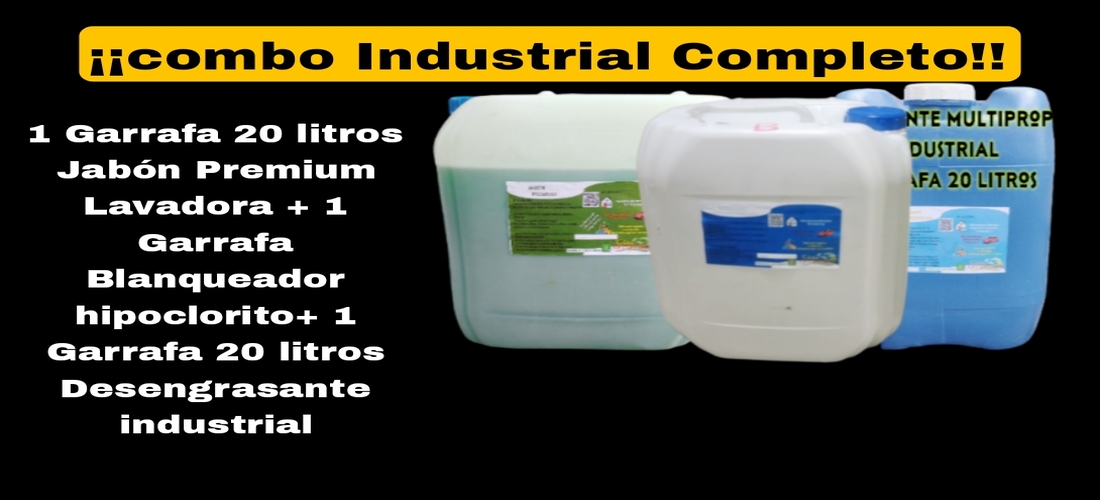 ¡¡combo Industrial Completo!!
1 Garrafa 20 litros
Jabón Premium
Lavadora + 1
Garrafa
Blanqueador
hipoclorito+ 1
Garrafa 20 litros
Desengrasante
industrial
NTE MULTIPROP
DUSTRIAL
AFA 20 LITROS